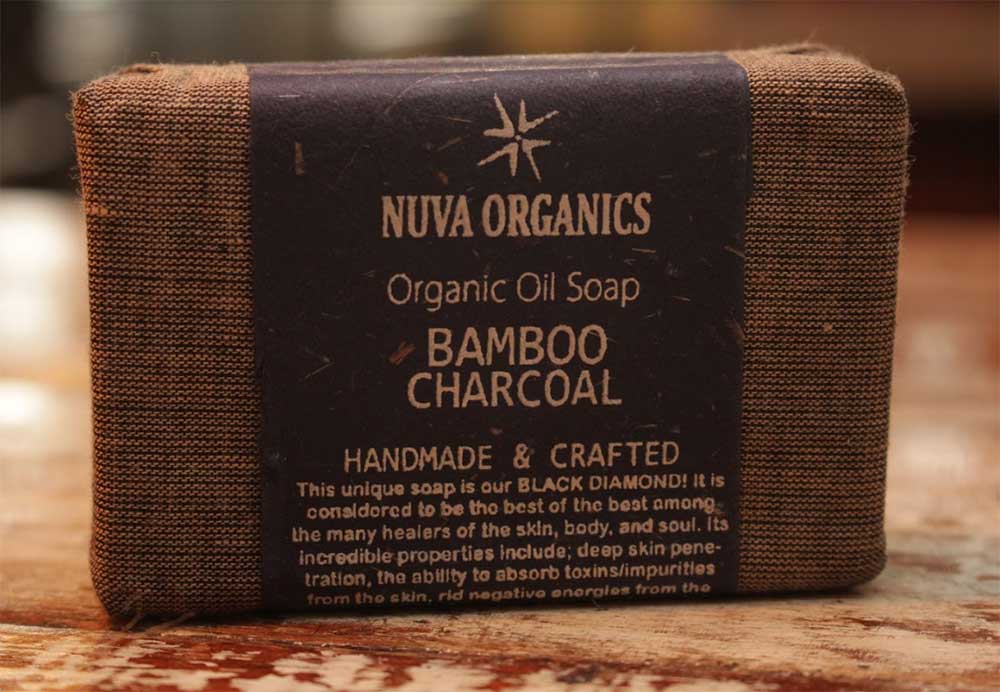 NUVA ORGANICS
Organic Oil Soap
BAMBOO
CHARCOAL
HANDMADE & CRAFTED
This unique soap is our BLACK DIAMOND! It is
considered to be the best of the best among
the many healers of the skin, body, and soul. Its
incredible properties include; deep skin pene-
tration, the ability to absorb toxins/impurities
from the skin, rid negative energies from the